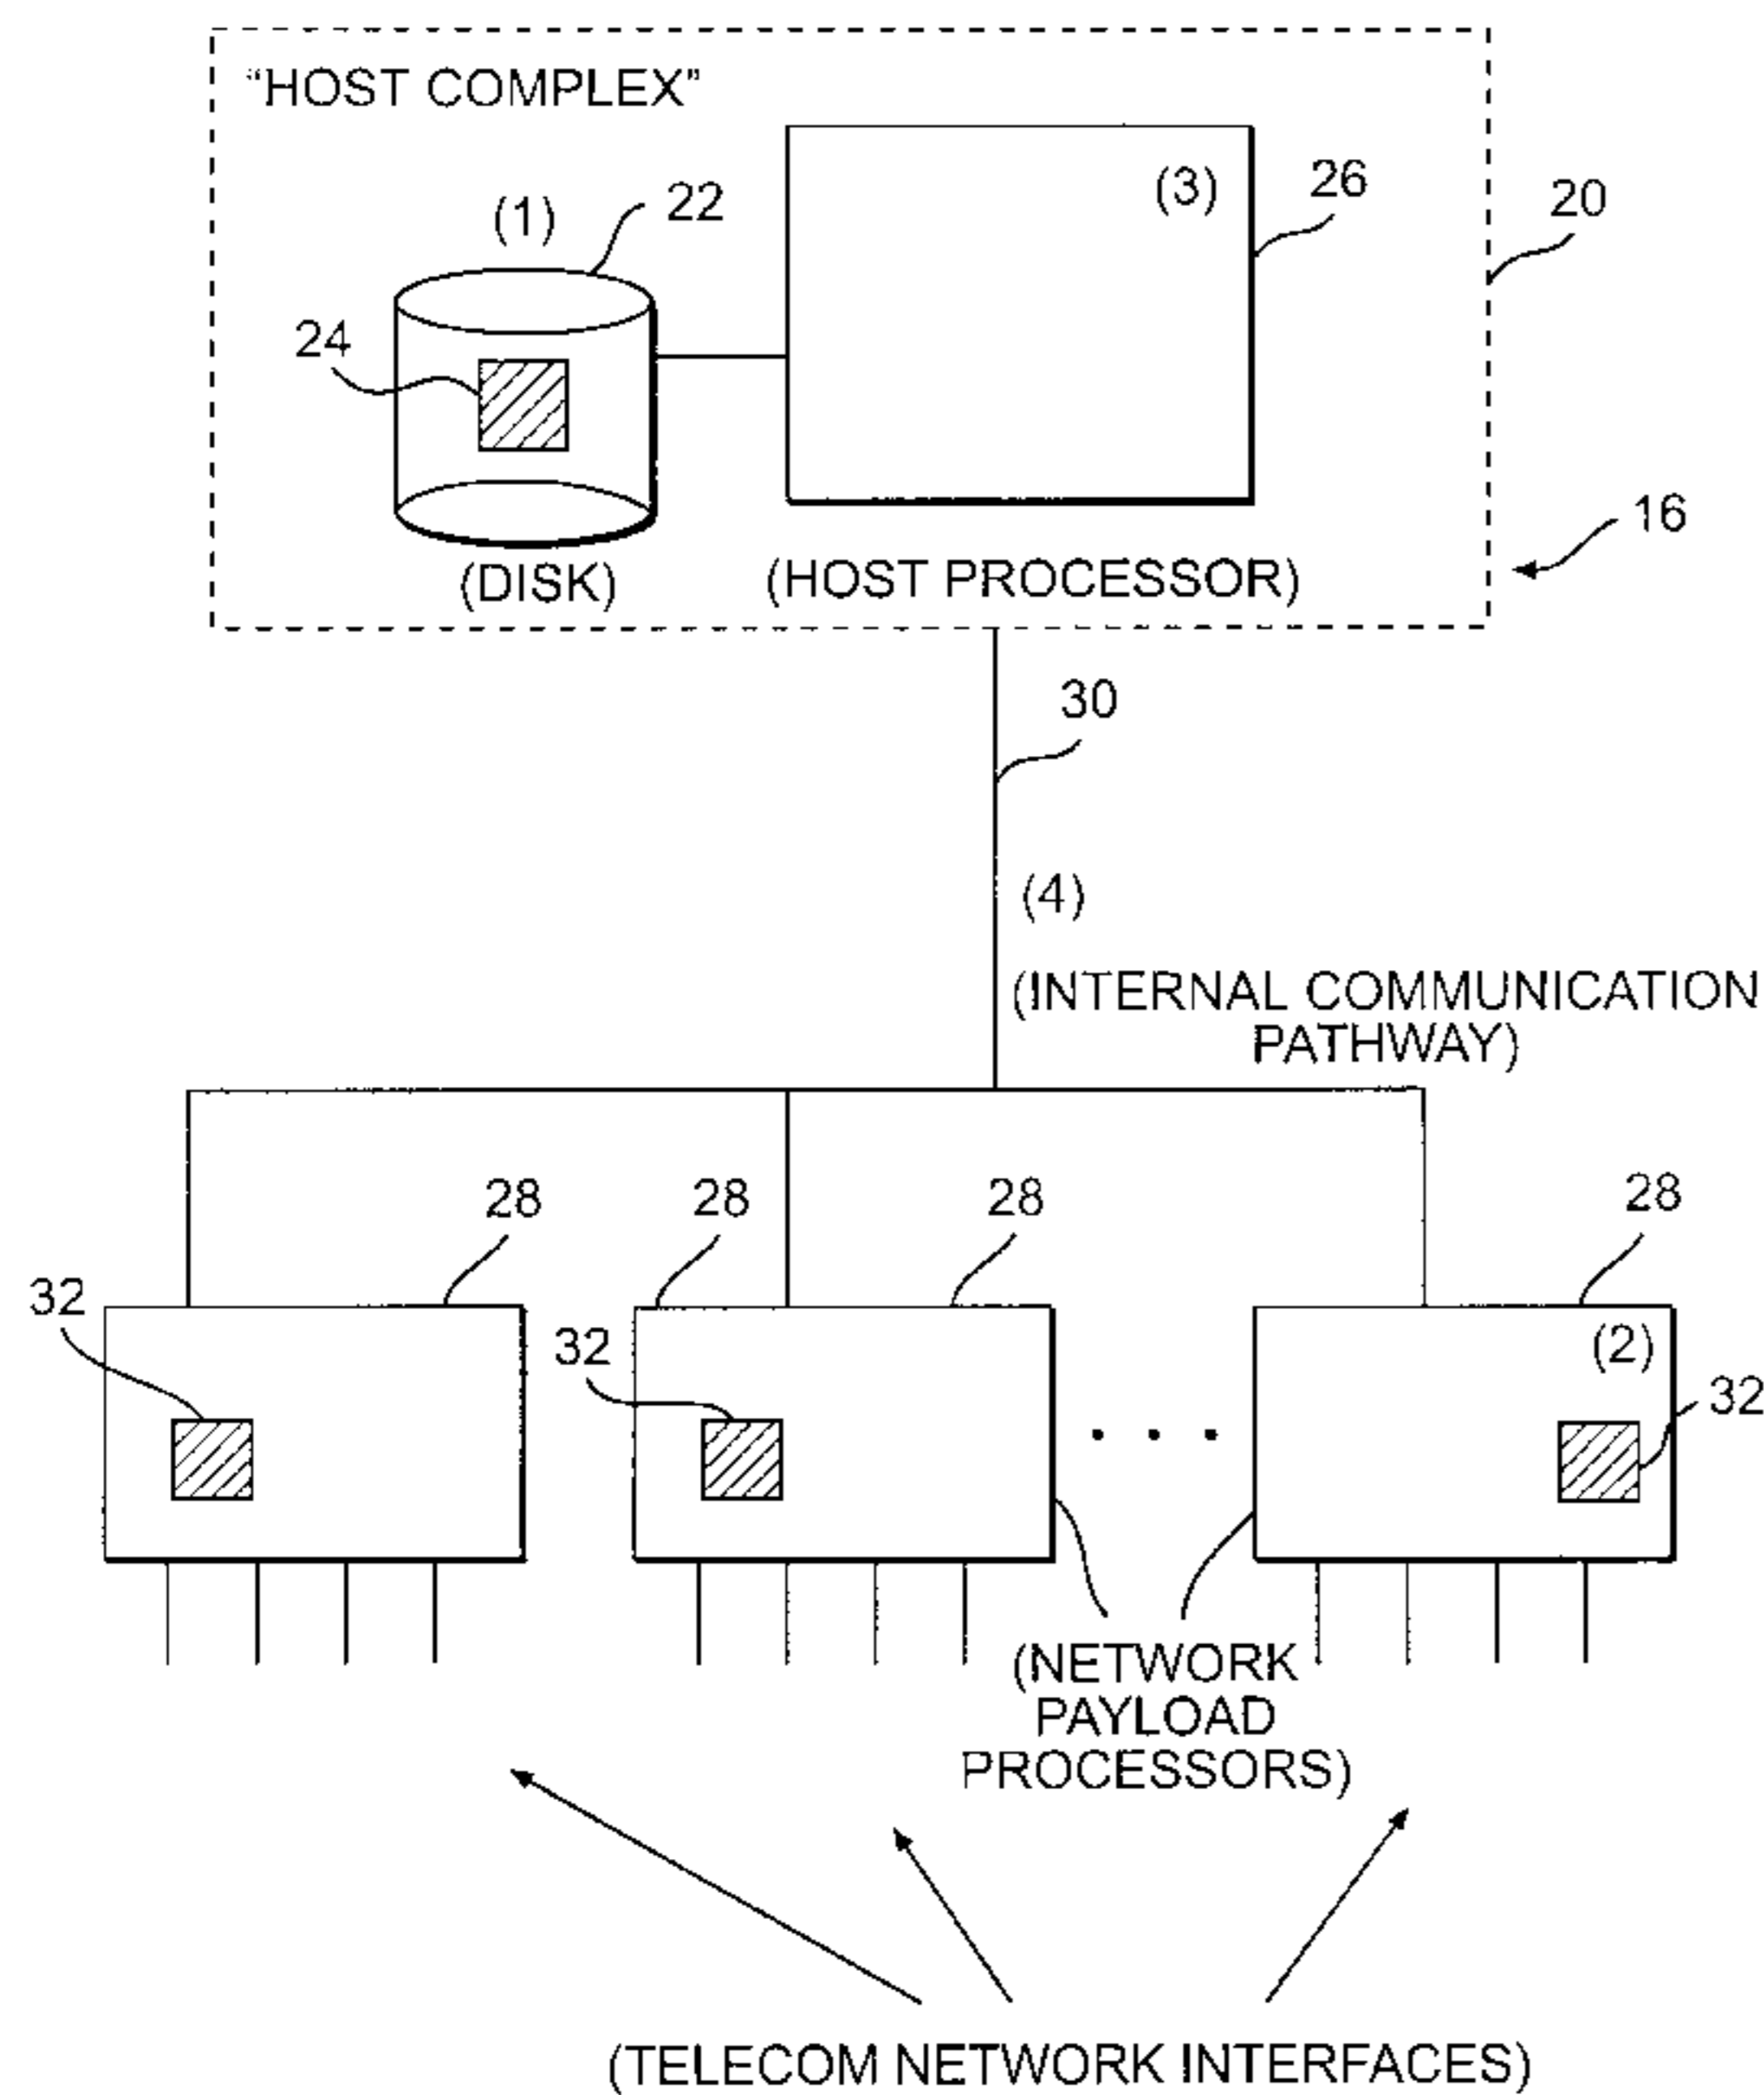 “HOST COMPLEX”
(3)
26
20
(1)
22
24
16
(DISK)
(HOST PROCESSOR)
30
(4)
(INTERNAL COMMUNICATION
PATHWAY)
28
28
28
28
32
32
(2)
32
(NETWORK
PAYLOAD
PROCESSORS)
(TELECOM NETWORK INTERFACES)